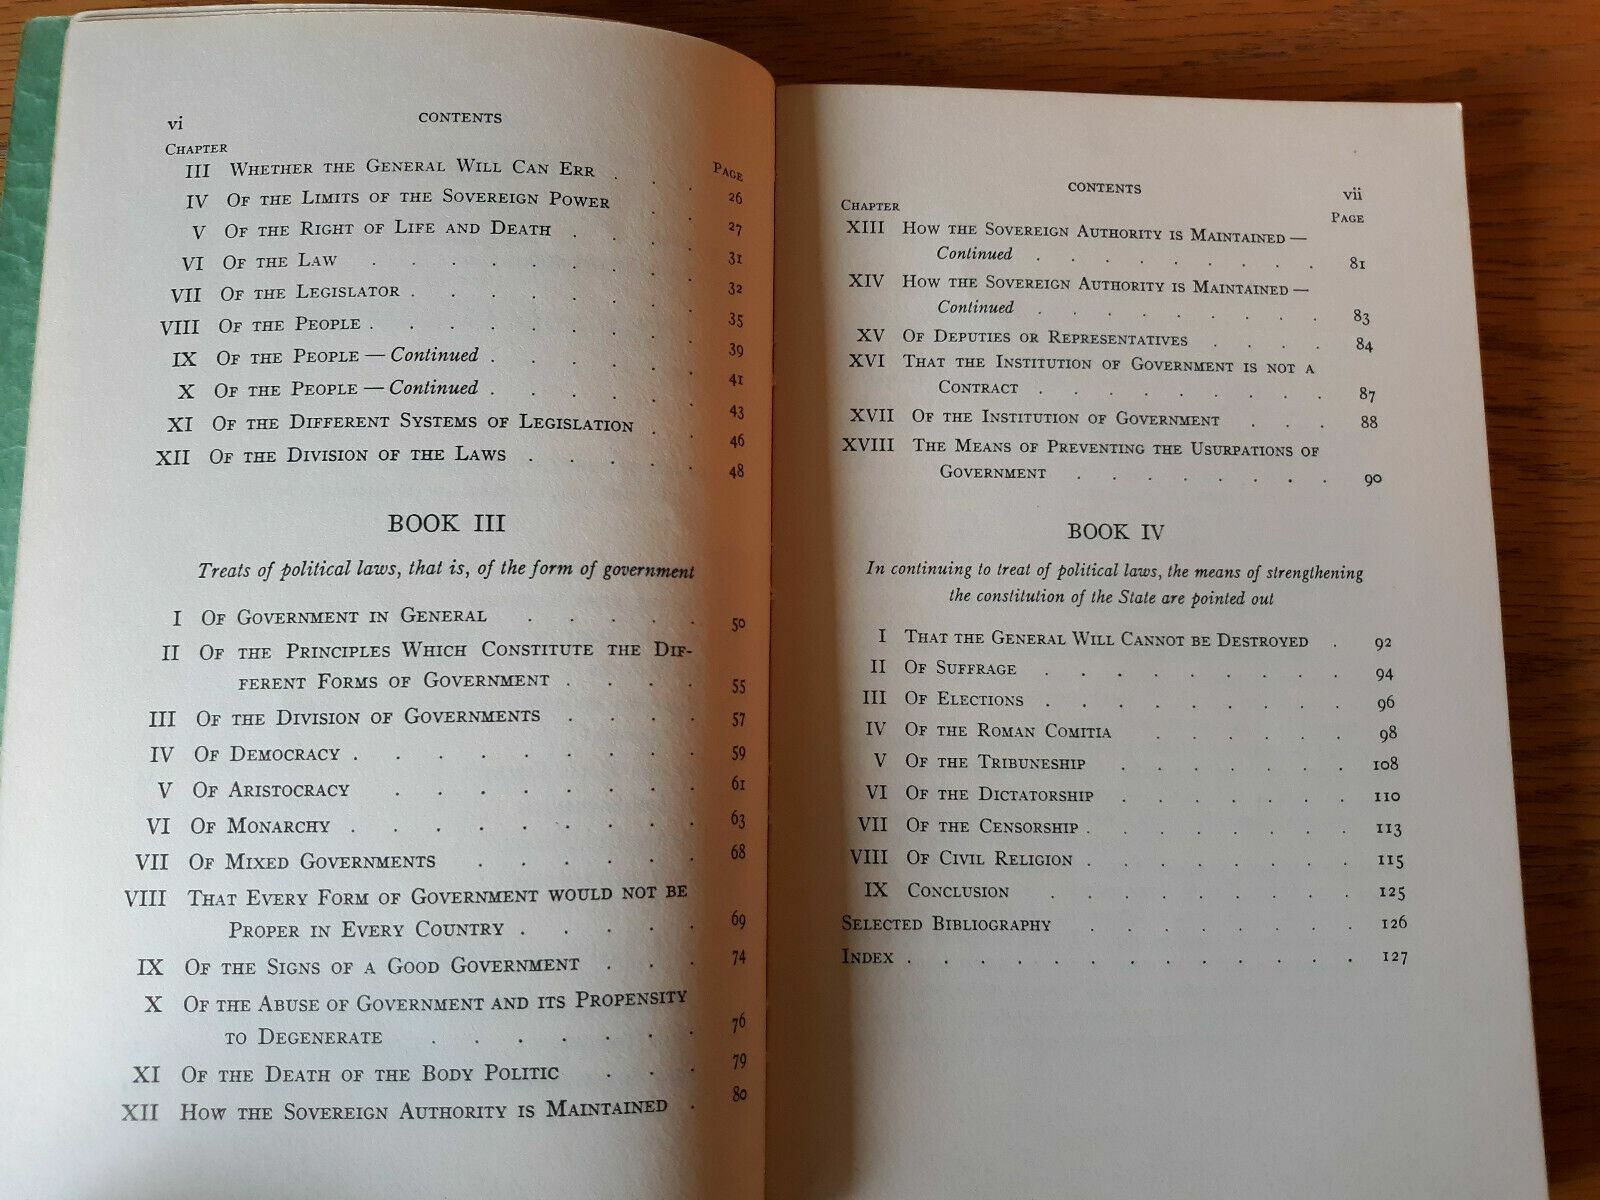 vi CONTENTS
CHAPTER PAGE
III WHETHER THE GENERAL WILL CAN ERR . . . 26
IV OF THE LIMITS OF THE SOVEREIGN POWER . . 27
V OF THE RIGHT OF LIFE AND DEATH . . . . 31
VI OF THE LAW . . . . . . . . 32
VII OF THE LEGISLATOR . . . . . . . 35
VIII OF THE PEOPLE . . . . . . . . 39
IX OF THE PEOPLE — Continued . . . . . 41
X OF THE PEOPLE — Continued . . . . . 43
XI OF THE DIFFERENT SYSTEMS OF LEGISLATION . . 46
XII OF THE DIVISION OF THE LAWS . . . . . 48
BOOK III
Treats of political laws, that is, of the form of government
I OF GOVERNMENT IN GENERAL . . . . . 50
II OF THE PRINCIPLES WHICH CONSTITUTE THE DIF-
FERENT FORMS OF GOVERNMENT . . . . 55
III OF THE DIVISION OF GOVERNMENTS . . . . 57
IV OF DEMOCRACY . . . . . . . . 59
V OF ARISTOCRACY . . . . . . . 61
VI OF MONARCHY . . . . . . . . 63
VII OF MIXED GOVERNMENTS . . . . . . 68
VIII THAT EVERY FORM OF GOVERNMENT WOULD NOT BE
PROPER IN EVERY COUNTRY . . . . . 69
IX OF THE SIGNS OF A GOOD GOVERNMENT . . . 74
X OF THE ABUSE OF GOVERNMENT AND ITS PROPENSITY
TO DEGENERATE . . . . . . . 76
XI OF THE DEATH OF THE BODY POLITIC . . . 79
XII HOW THE SOVEREIGN AUTHORITY IS MAINTAINED . 80
CONTENTS vii
CHAPTER PAGE
XIII HOW THE SOVEREIGN AUTHORITY IS MAINTAINED —
Continued . . . . . . . . . 81
XIV HOW THE SOVEREIGN AUTHORITY IS MAINTAINED —
Continued . . . . . . . . . 83
XV OF DEPUTIES OR REPRESENTATIVES . . . . 84
XVI THAT THE INSTITUTION OF GOVERNMENT IS NOT A
CONTRACT . . . . . . . . . 87
XVII OF THE INSTITUTION OF GOVERNMENT . . . 88
XVIII THE MEANS OF PREVENTING THE USURPATIONS OF
GOVERNMENT . . . . . . . . 90
BOOK IV
In continuing to treat of political laws, the means of strengthening
the constitution of the State are pointed out
I THAT THE GENERAL WILL CANNOT BE DESTROYED . 92
II OF SUFFRAGE . . . . . . . . . 94
III OF ELECTIONS . . . . . . . . . 96
IV OF THE ROMAN COMITIA . . . . . . 98
V OF THE TRIBUNESHIP . . . . . . . 108
VI OF THE DICTATORSHIP . . . . . . . 110
VII OF THE CENSORSHIP . . . . . . . . 113
VIII OF CIVIL RELIGION . . . . . . . . 115
IX CONCLUSION . . . . . . . . . 125
SELECTED BIBLIOGRAPHY . . . . . . . . 126
INDEX . . . . . . . . . . . . . 127